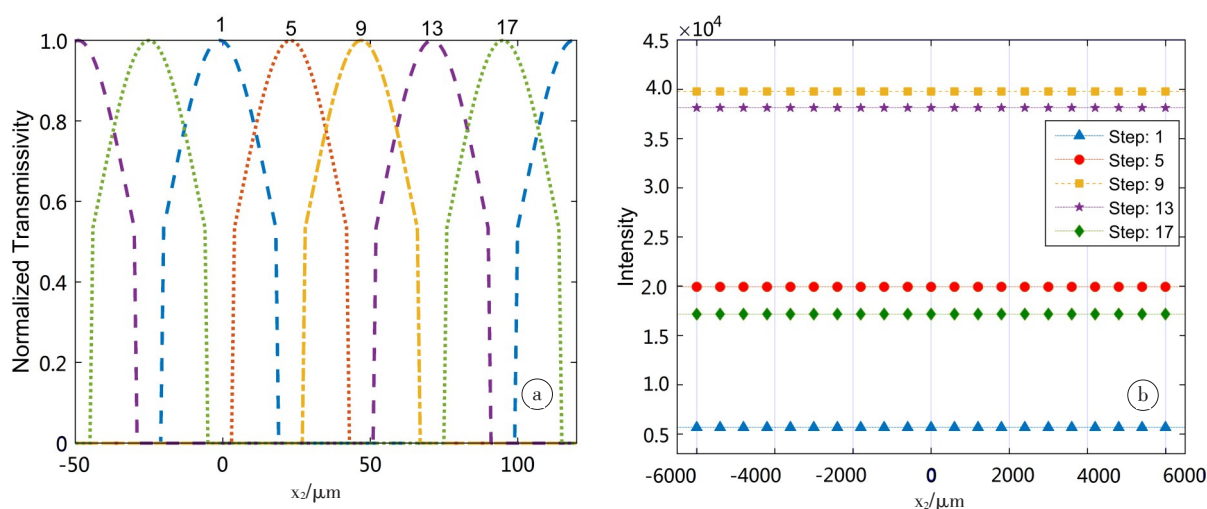 1 5 9 13 17
Normalized Transmissivity
1.0
0.8
0.6
0.4
0.2
0
-50 0 50 100
x₂/μm
a
×10⁴
Intensity
4.5
4.0
3.5
4.0
2.5
2.0
1.5
1.0
0.5
-6000 -4000 -2000 0 2000 4000 6000
x₂/μm
Step: 1
Step: 5
Step: 9
Step: 13
Step: 17
b